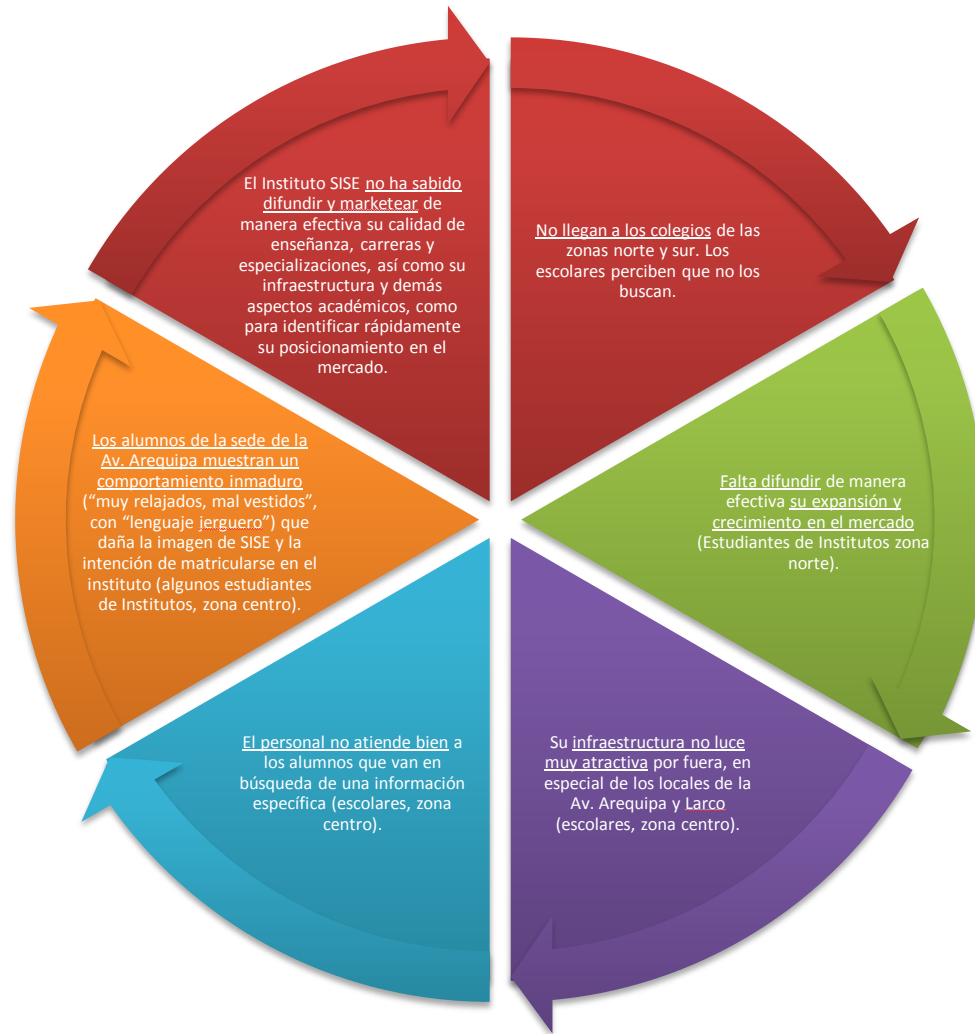 El Instituto SISE no ha sabido
difundir y marketear de
manera efectiva su calidad de
enseñanza, carreras y
especializaciones, así como su
infraestructura y demás
aspectos académicos, como
para identificar rápidamente
su posicionamiento en el
mercado.
No llegan a los colegios de las
zonas norte y sur. Los
escolares perciben que no los
buscan.
Falta difundir de manera
efectiva su expansión y
crecimiento en el mercado
(Estudiantes de Institutos zona
norte).
Su infraestructura no luce
muy atractiva por fuera, en
especial de los locales de la
Av. Arequipa y Larco
(escolares, zona centro).
El personal no atiende bien a
los alumnos que van en
búsqueda de una información
específica (escolares, zona
centro).
Los alumnos de la sede de la
Av. Arequipa muestran un
comportamiento inmaduro
(“muy relajados, mal vestidos”,
con “lenguaje jerguero”) que
daña la imagen de SISE y la
intención de matricularse en el
instituto (algunos estudiantes
de Institutos, zona centro).